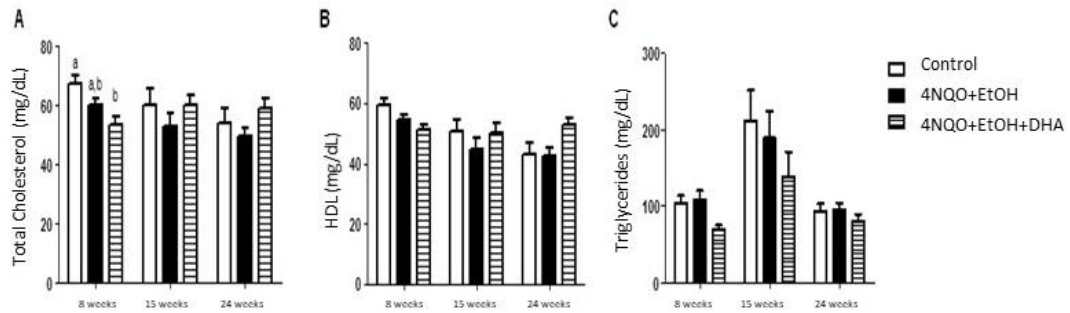 A
Total Cholesterol (mg/dL)
80
60
40
20
0
a
a,b
b
8 weeks
15 weeks
24 weeks
B
HDL (mg/dL)
80
60
40
20
0
8 weeks
15 weeks
24 weeks
C
Triglycerides (mg/dL)
300
200
100
0
8 weeks
15 weeks
24 weeks
Control
4NQO+EtOH
4NQO+EtOH+DHA